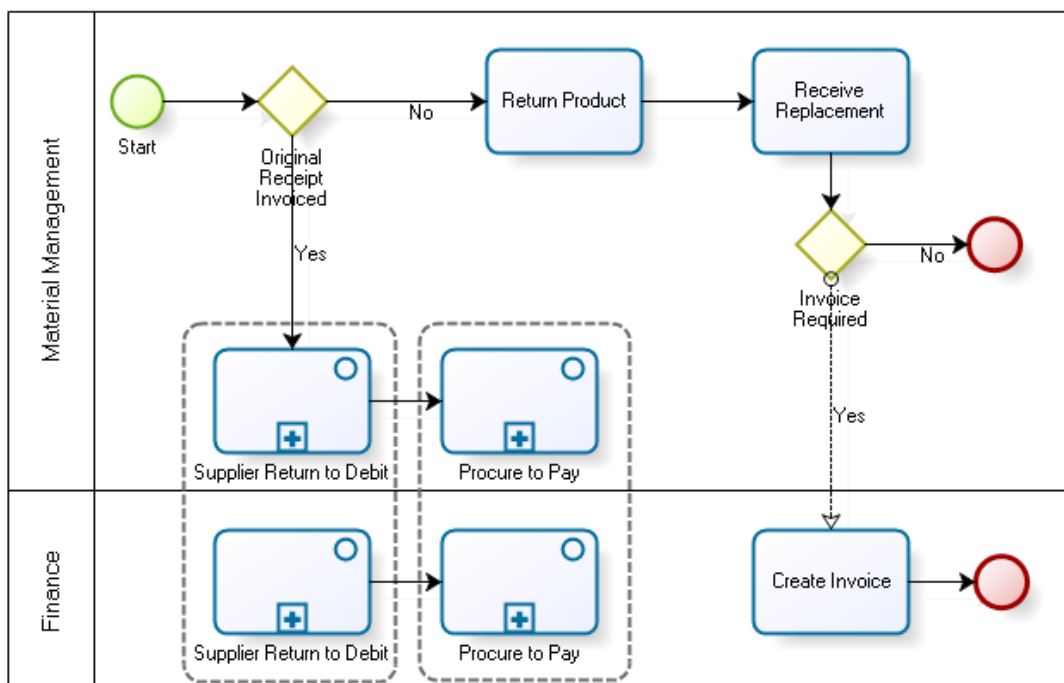 Material Management
Start
Original
Receipt
Invoiced
No
Return Product
Receive
Replacement
Yes
Invoice
Required
No
Supplier Return to Debit
Procure to Pay
Yes
Finance
Supplier Return to Debit
Procure to Pay
Create Invoice